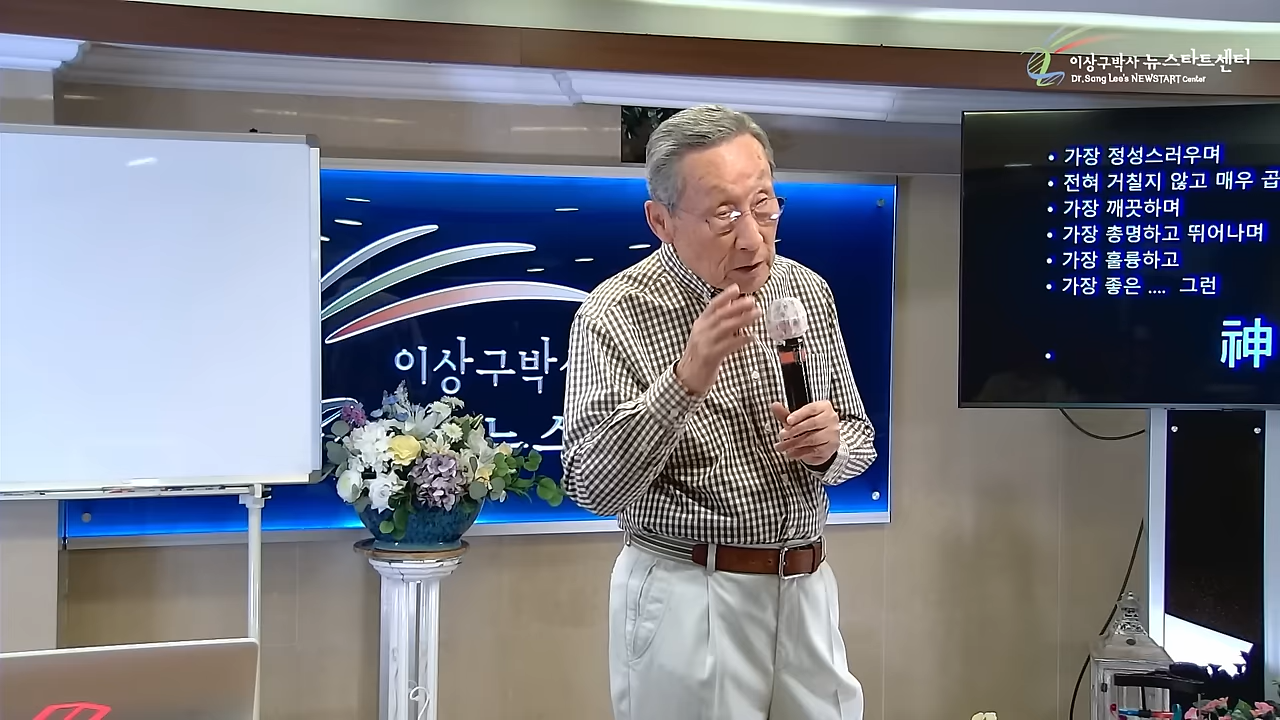 이상구박사 뉴스타트센터
Dr. Sang Lee's NEWSTART Center
• 가장 정성스러우며
• 전혀 거칠지 않고 매우 곱
• 가장 깨끗하며
• 가장 총명하고 뛰어나며
• 가장 훌륭하고
• 가장 좋은 .... 그런
神
•
이상구박